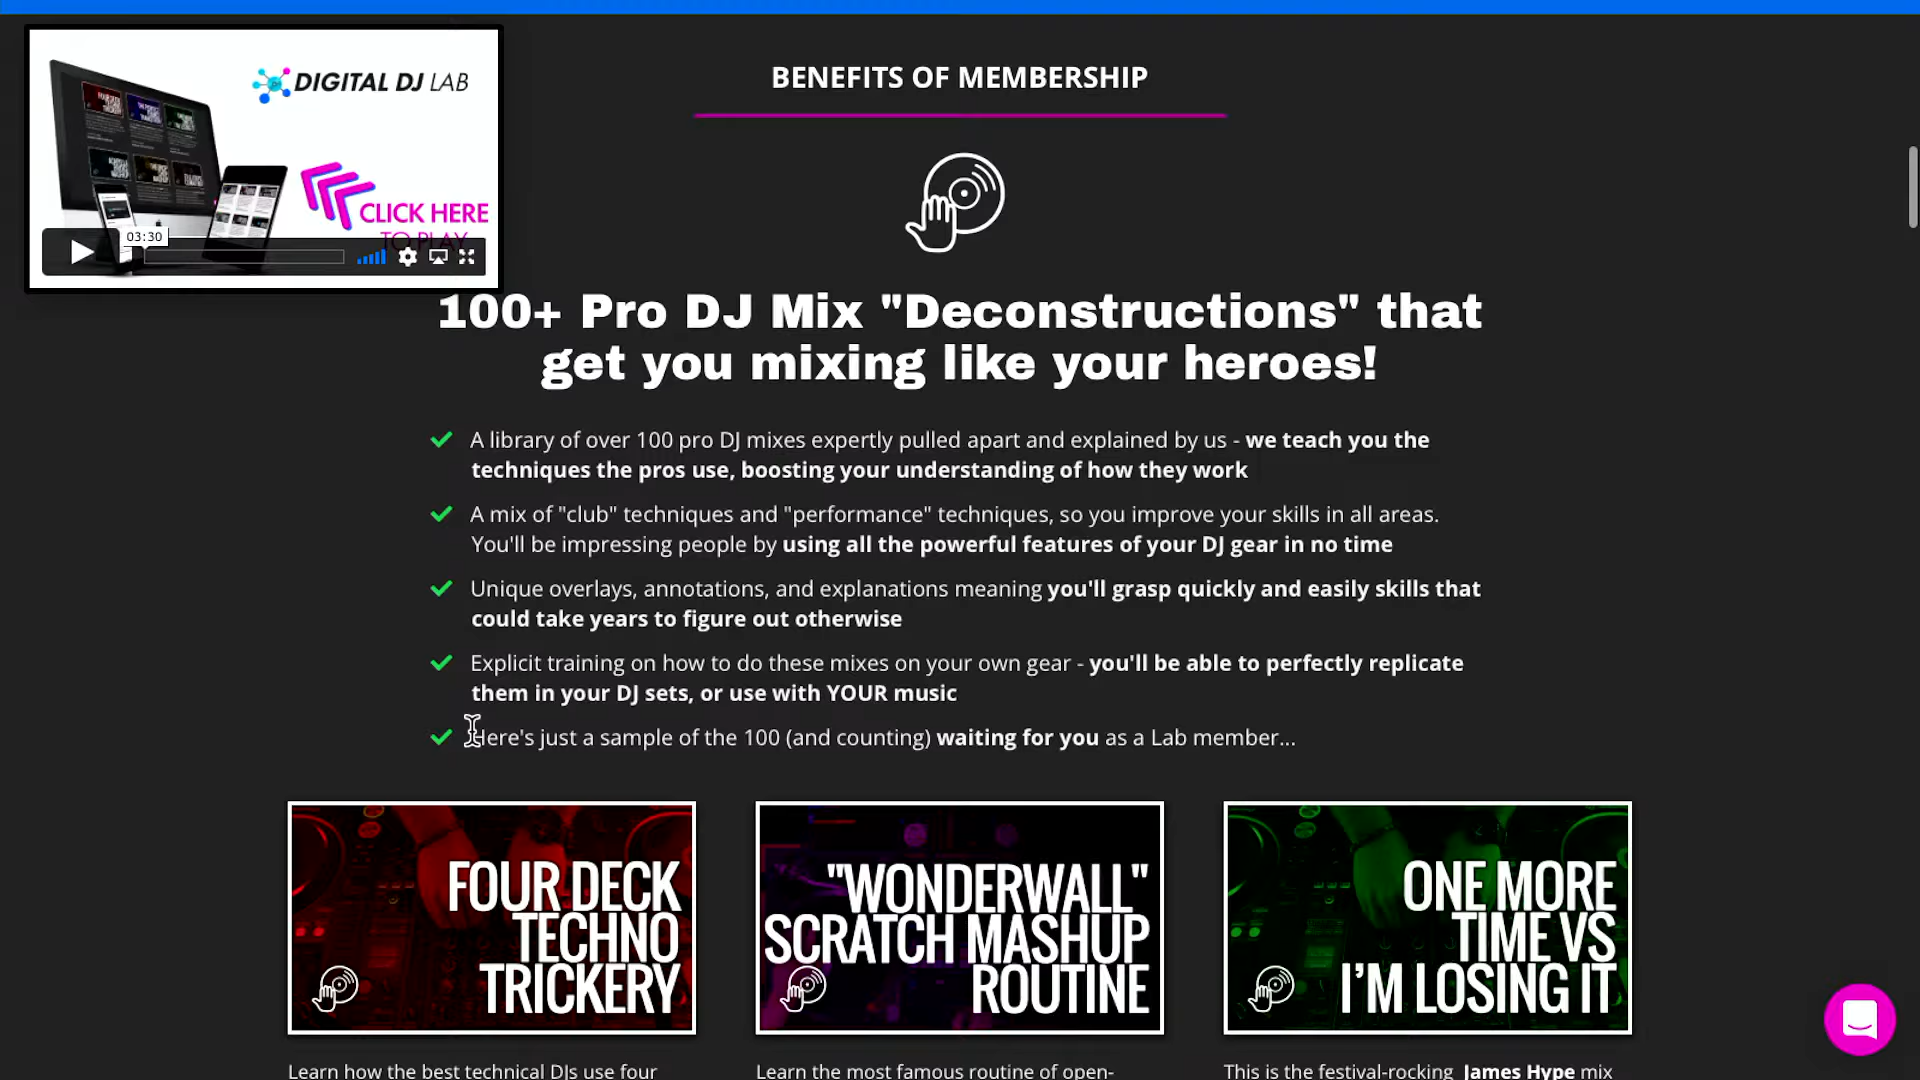 DIGITAL DJ LAB
CLICK HERE
TO PLAY
03:30
BENEFITS OF MEMBERSHIP
100+ Pro DJ Mix "Deconstructions" that
get you mixing like your heroes!
A library of over 100 pro DJ mixes expertly pulled apart and explained by us - we teach you the
techniques the pros use, boosting your understanding of how they work
A mix of "club" techniques and "performance" techniques, so you improve your skills in all areas.
You'll be impressing people by using all the powerful features of your DJ gear in no time
Unique overlays, annotations, and explanations meaning you'll grasp quickly and easily skills that
could take years to figure out otherwise
Explicit training on how to do these mixes on your own gear - you'll be able to perfectly replicate
them in your DJ sets, or use with YOUR music
Here's just a sample of the 100 (and counting) waiting for you as a Lab member...
FOUR DECK
TECHNO
TRICKERY
"WONDERWALL"
SCRATCH MASHUP
ROUTINE
ONE MORE
TIME VS
I'M LOSING IT
Learn how the best technical DJs use four
Learn the most famous routine of open-
This is the festival-rocking James Hype mix